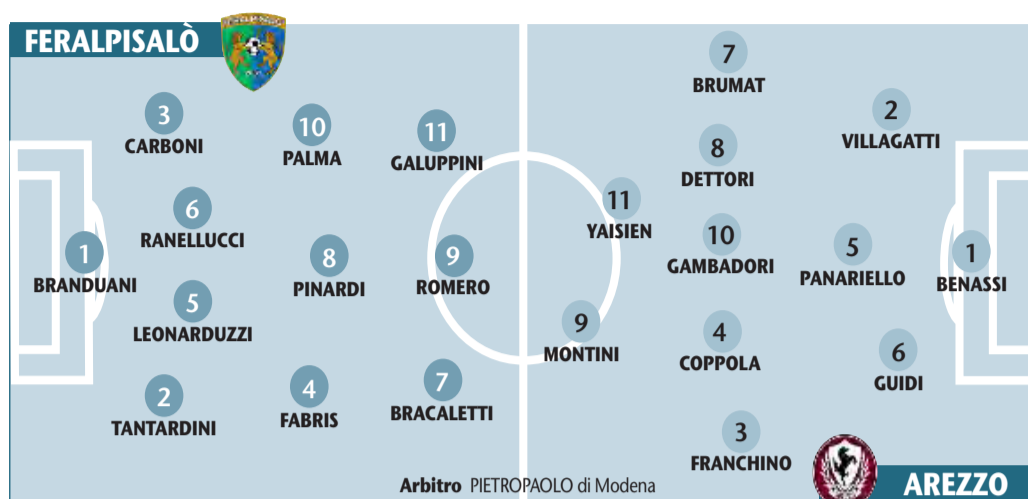 FERALPISALÒ
3
CARBONI
10
PALMA
11
GALUPPINI
6
RANELLUCCI
1
BRANDUANI
8
PINARDI
9
ROMERO
5
LEONARDUZZI
2
TANTARDINI
4
FABRIS
7
BRACALETTI
7
BRUMAT
2
VILLAGATTI
8
DETTORI
11
YAISIEN
10
GAMBADORI
5
PANARIELLO
1
BENASSI
9
MONTINI
4
COPPOLA
6
GUIDI
3
FRANCHINO
Arbitro PIETROPAOLO di Modena
AREZZO